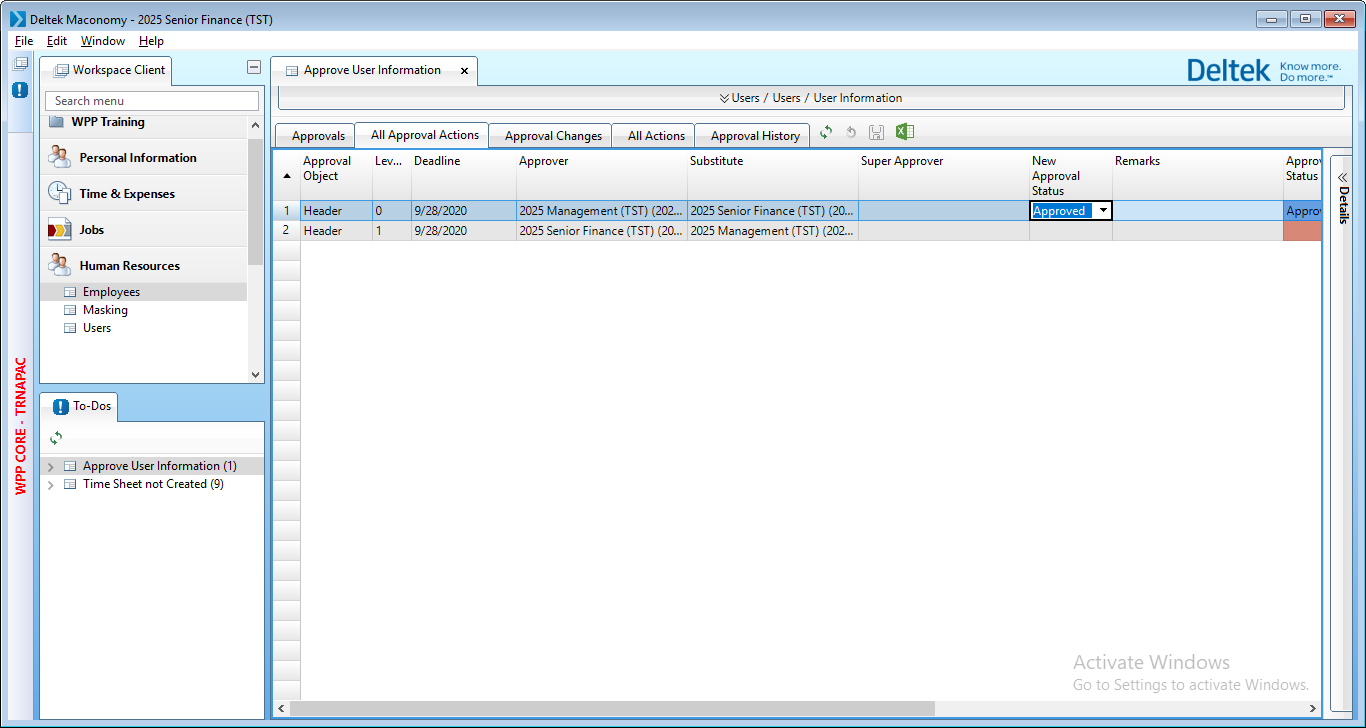 Deltek Maconomy - 2025 Senior Finance (TST)
File Edit Window Help
Workspace Client
Search menu
WPP Training
Personal Information
Time & Expenses
Jobs
Human Resources
Employees
Masking
Users
WPP CORE - TRNAPAC
To-Dos
Approve User Information (1)
Time Sheet not Created (9)
Approve User Information
Deltek Know more.
Do more.™
Users / Users / User Information
Approvals All Approval Actions Approval Changes All Actions Approval History
Approval Object Lev... Deadline Approver Substitute Super Approver New Approval Status Remarks Approv Status
1 Header 0 9/28/2020 2025 Management (TST) (202... 2025 Senior Finance (TST) (20... Approved Appro
2 Header 1 9/28/2020 2025 Senior Finance (TST) (20... 2025 Management (TST) (202...
Details
Activate Windows
Go to Settings to activate Windows.